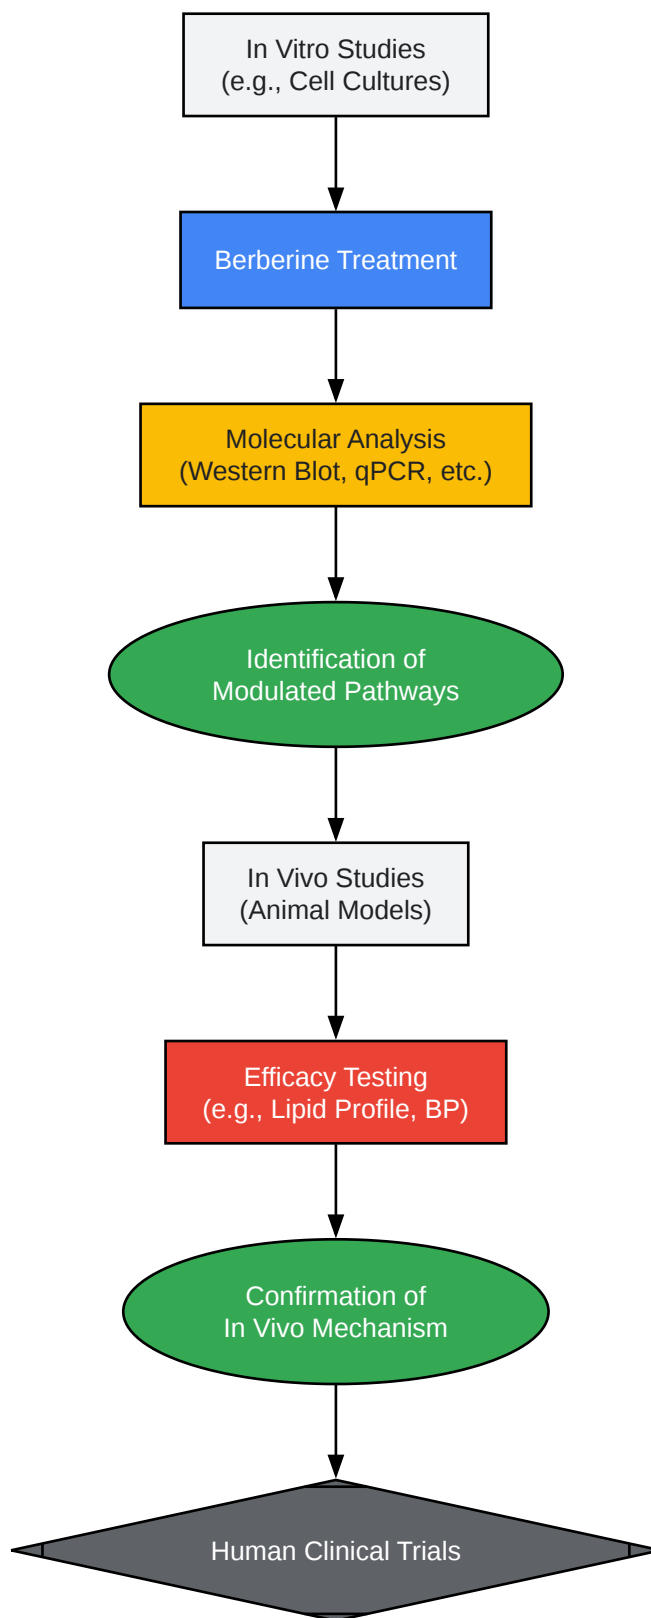 In Vitro Studies
(e.g., Cell Cultures)
Berberine Treatment
Molecular Analysis
(Western Blot, qPCR, etc.)
Identification of
Modulated Pathways
In Vivo Studies
(Animal Models)
Efficacy Testing
(e.g., Lipid Profile, BP)
Confirmation of
In Vivo Mechanism
Human Clinical Trials